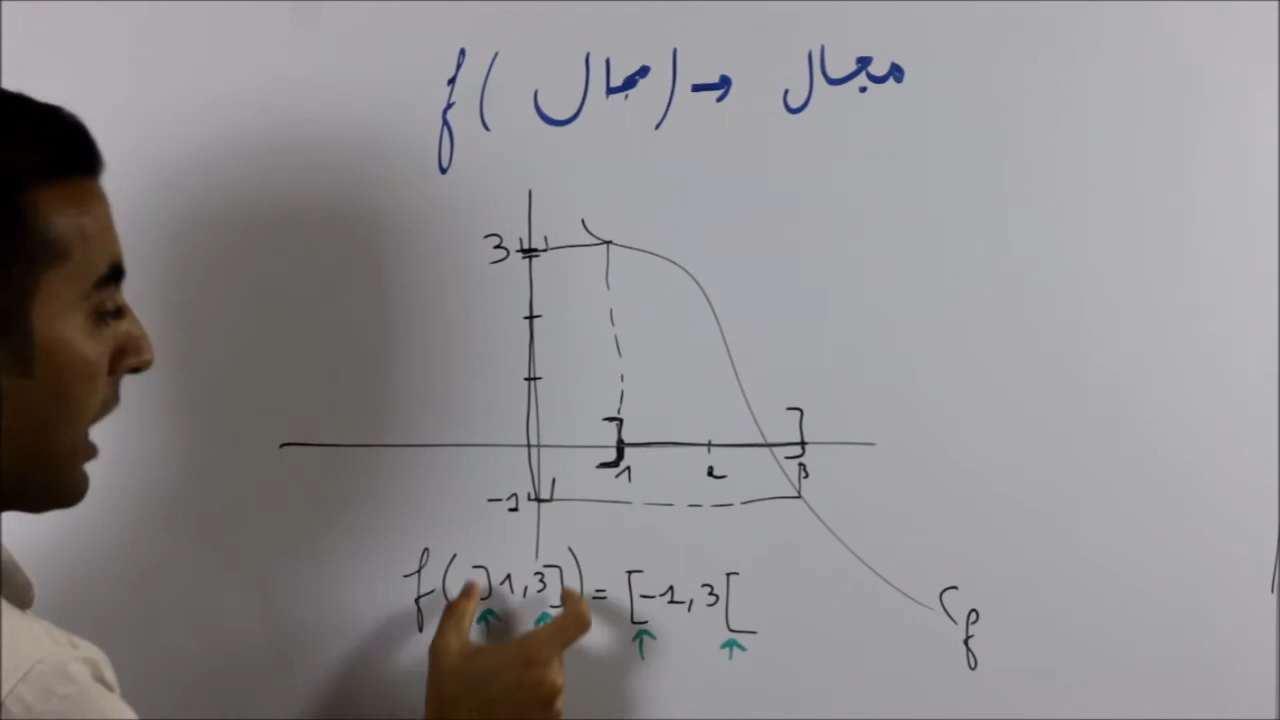 f( مجال ) → مجال
3
1 2 3
-1
f(]1,3]) = [-1,3[
Cf